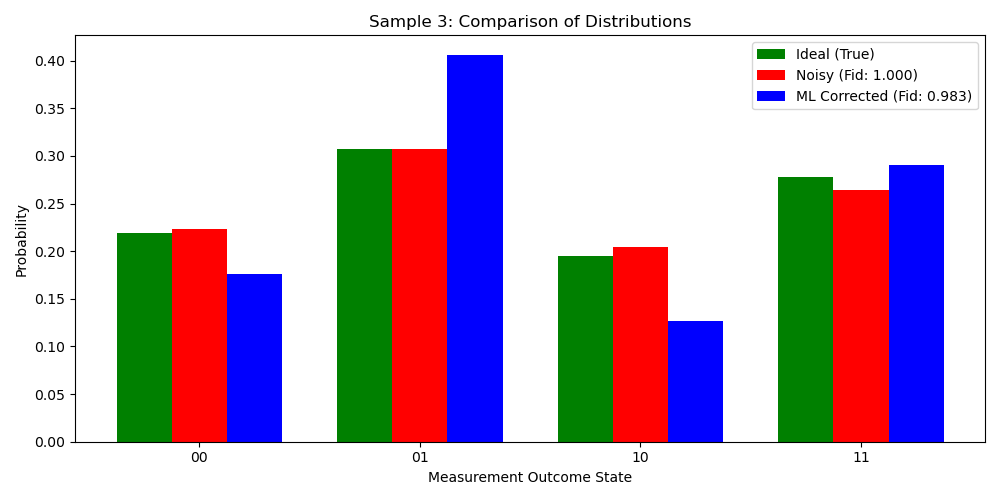 Sample 3: Comparison of Distributions
Ideal (True)
Noisy (Fid: 1.000)
ML Corrected (Fid: 0.983)
Probability
0.40
0.35
0.30
0.25
0.20
0.15
0.10
0.05
0.00
00
01
10
11
Measurement Outcome State